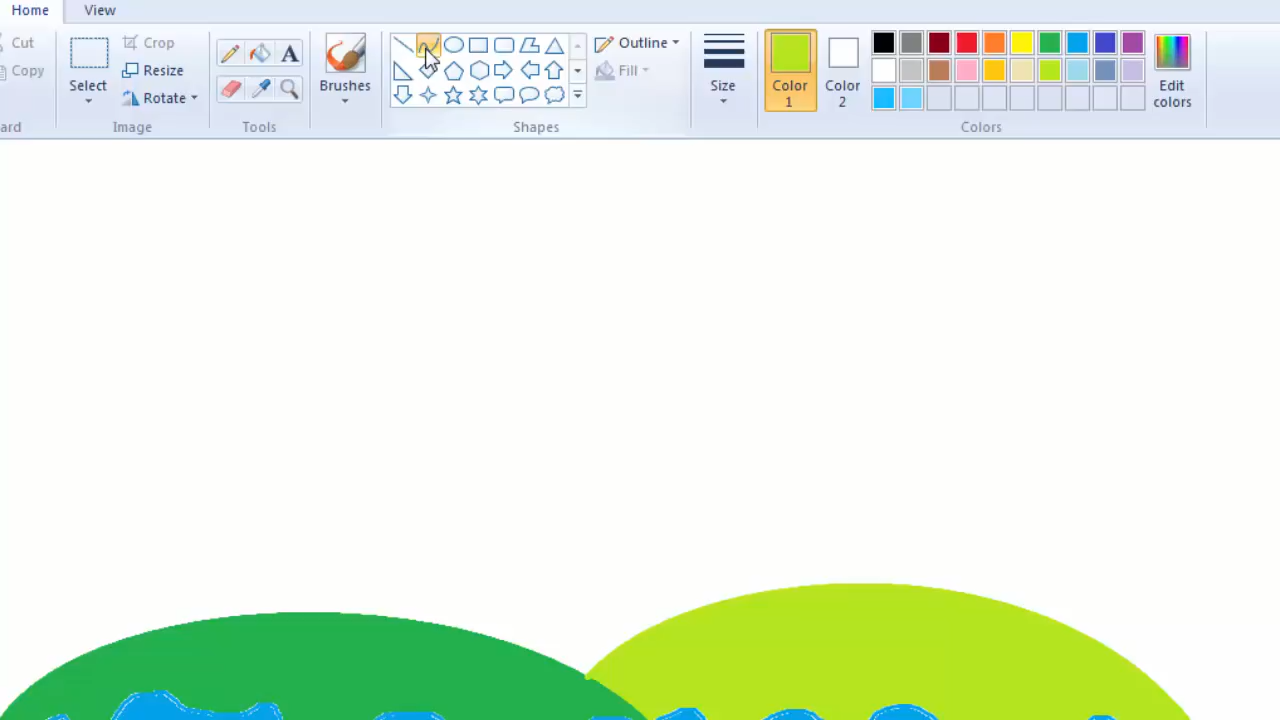 Home View
Cut
Copy
ard
Select
Crop
Resize
Rotate
Image
A
Tools
Brushes
Outline
Fill
Shapes
Size
Color
1
Color
2
Edit
colors
Colors